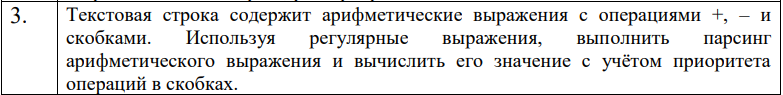 3. Текстовая строка содержит арифметические выражения с операциями +, – и
скобками. Используя регулярные выражения, выполнить парсинг
арифметического выражения и вычислить его значение с учётом приоритета
операций в скобках.